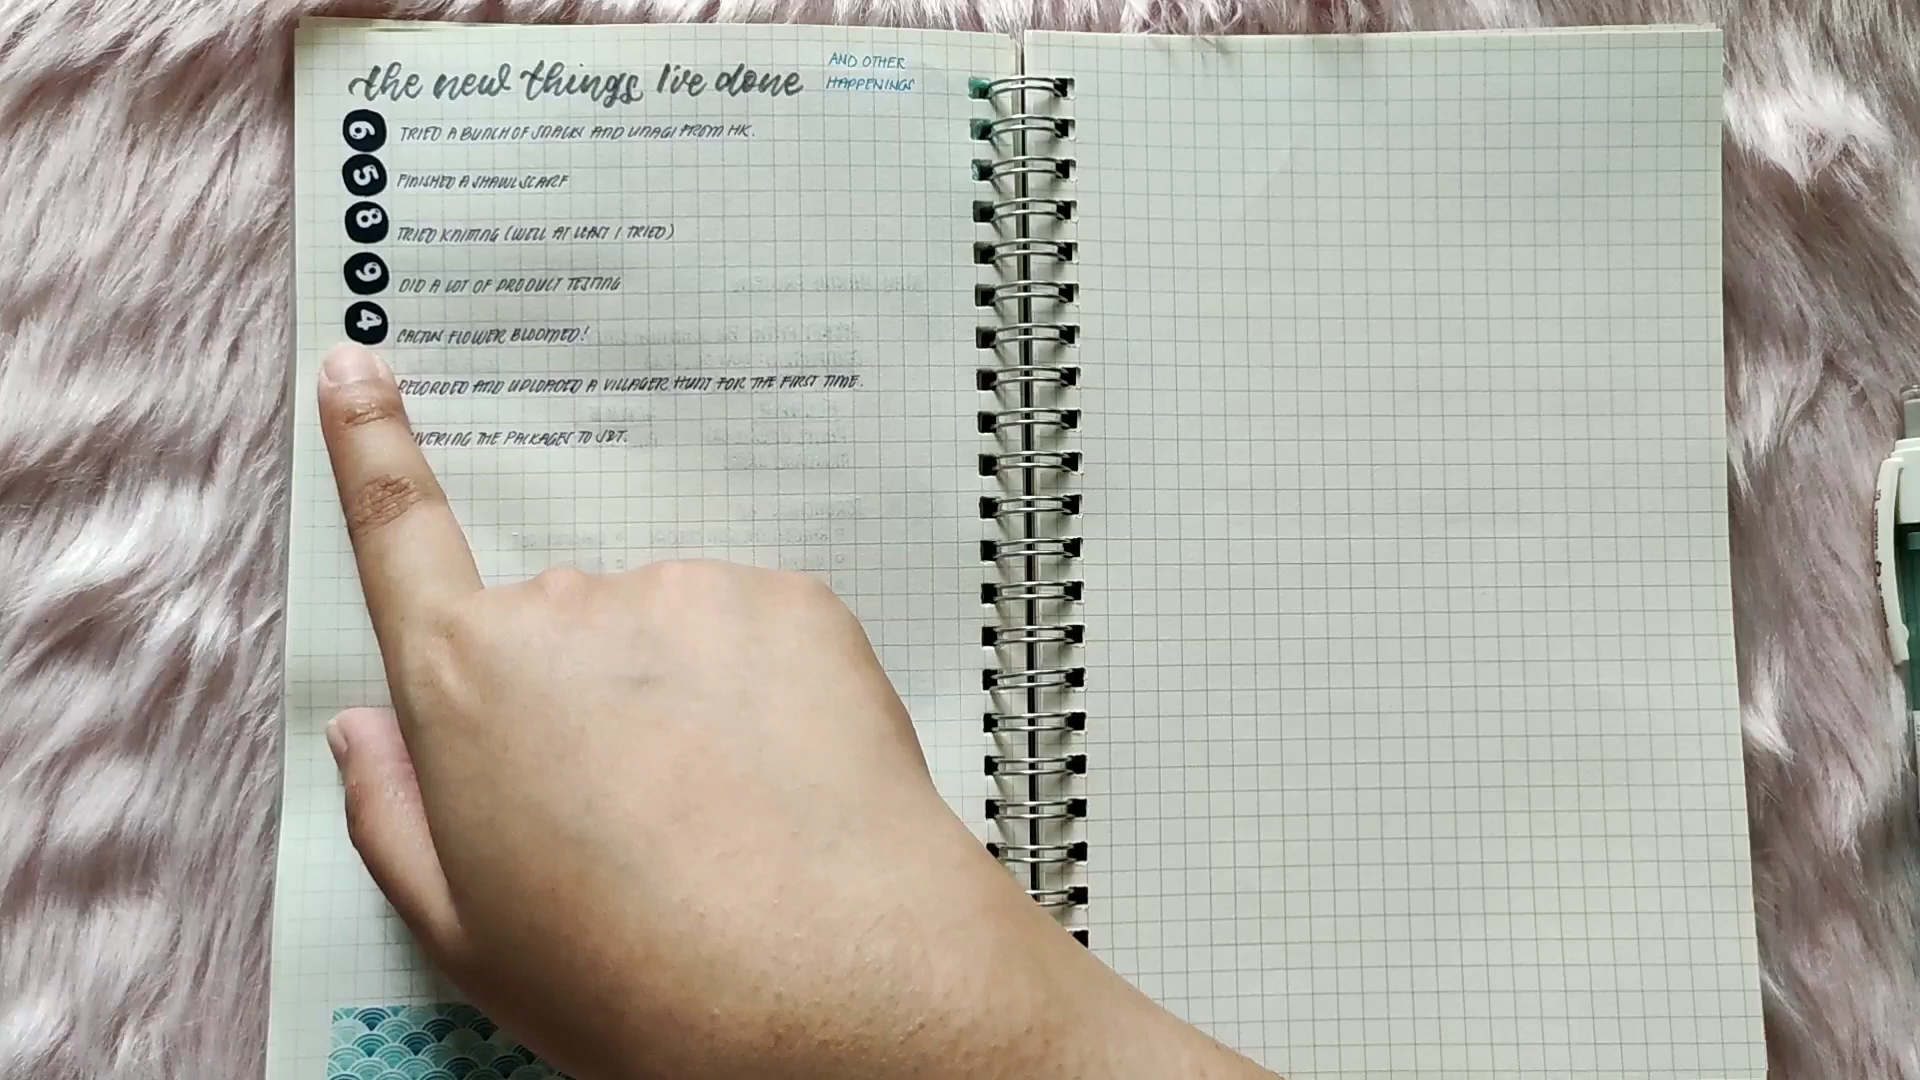 the new things I've done
AND OTHER
HAPPENINGS
6 TRIED A BUNCH OF SNACKS AND UNAGI FROM HK.
5 FINISHED A SHAWL SCARF
8 TRIED KNITTING (WELL AT LEAST I TRIED)
9 DID A LOT OF PRODUCT TESTING
4 CACTUS FLOWER BLOOMED!
RECORDED AND UPLOADED A VILLAGER HUNT FOR THE FIRST TIME.
THE PACKAGES TO J&T.